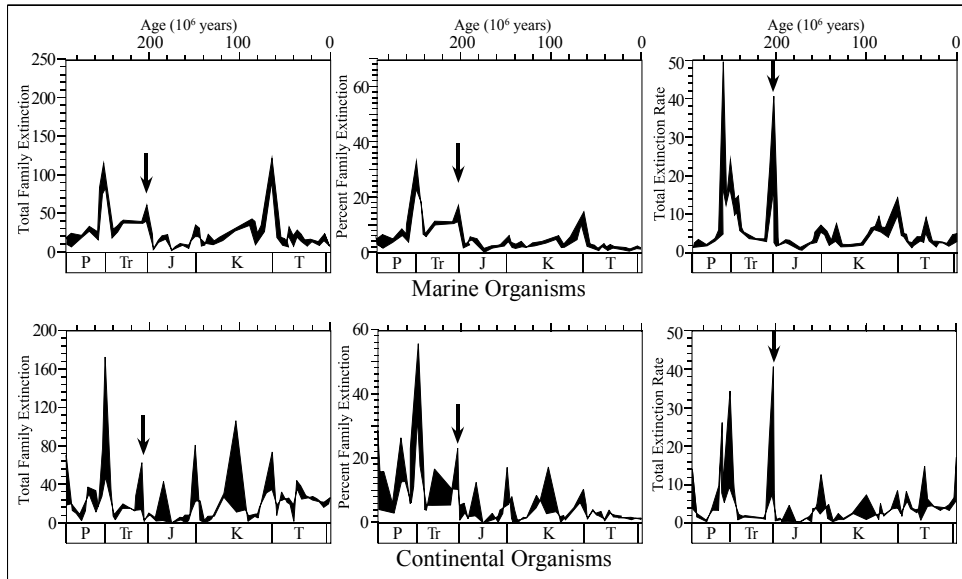 Age (10⁶ years) Age (10⁶ years) Age (10⁶ years)
200 100 0 200 100 0 200 100 0
Total Family Extinction
250
200
150
100
50
0
P Tr J K T
Percent Family Extinction
60
40
20
0
P Tr J K T
Total Extinction Rate
50
40
30
20
10
0
P Tr J K T
Marine Organisms
Total Family Extinction
200
160
120
80
40
0
P Tr J K T
Percent Family Extinction
60
40
20
0
P Tr J K T
Total Extinction Rate
50
40
30
20
10
0
P Tr J K T
Continental Organisms